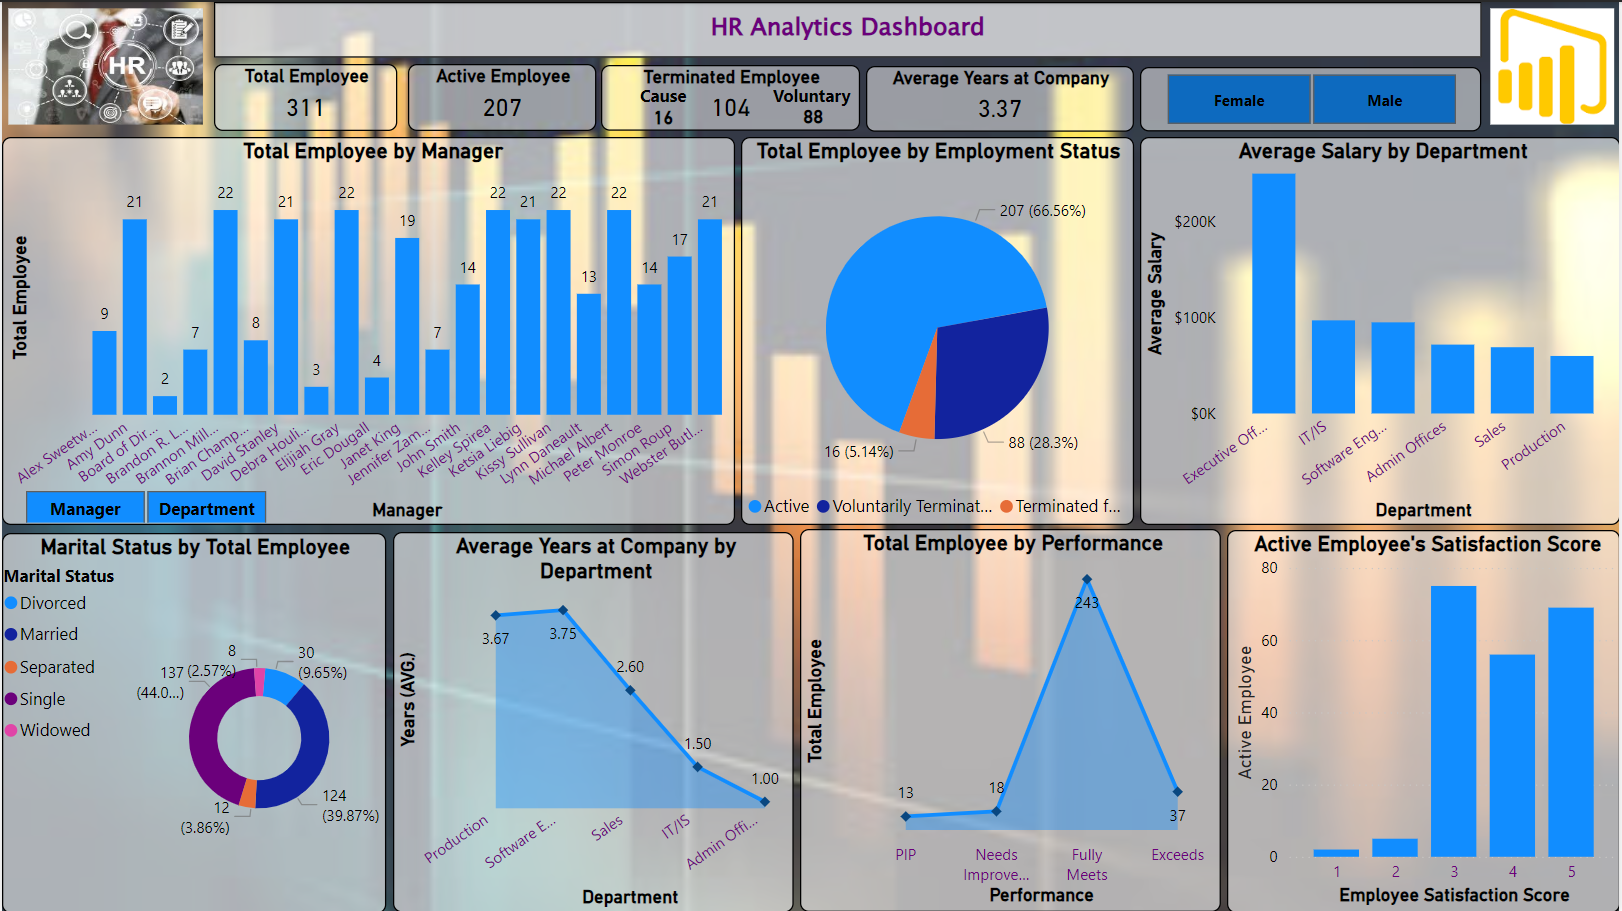 HR Analytics Dashboard
HR
Total Employee
311
Active Employee
207
Terminated Employee
Cause
16
104
Voluntary
88
Average Years at Company
3.37
Female
Male
Total Employee by Manager
Total Employee
9
21
2
7
22
8
21
3
22
4
19
7
14
22
21
22
13
22
14
17
21
Alex Sweetw...
Amy Dunn
Board of Dir...
Brandon R. L...
Brannon Mill...
Brian Champ...
David Stanley
Debra Houli...
Elijiah Gray
Eric Dougall
Janet King
Jennifer Zam...
John Smith
Kelley Spirea
Ketsia Liebig
Kissy Sullivan
Lynn Daneault
Michael Albert
Peter Monroe
Simon Roup
Webster Butl...
Manager
Department
Manager
Total Employee by Employment Status
207 (66.56%)
88 (28.3%)
16 (5.14%)
Active
Voluntarily Terminat...
Terminated f...
Average Salary by Department
Average Salary
$200K
$100K
$0K
Executive Off...
IT/IS
Software Eng...
Admin Offices
Sales
Production
Department
Marital Status by Total Employee
Marital Status
Divorced
Married
Separated
Single
Widowed
8
(2.57%)
30
(9.65%)
137
(44.0...)
124
(39.87%)
12
(3.86%)
Average Years at Company by
Department
Years (AVG.)
3.67
3.75
2.60
1.50
1.00
Production
Software E...
Sales
IT/IS
Admin Offi...
Department
Total Employee by Performance
Total Employee
13
18
243
37
PIP
Needs
Improve...
Fully
Meets
Exceeds
Performance
Active Employee's Satisfaction Score
Active Employee
80
60
40
20
0
1
2
3
4
5
Employee Satisfaction Score